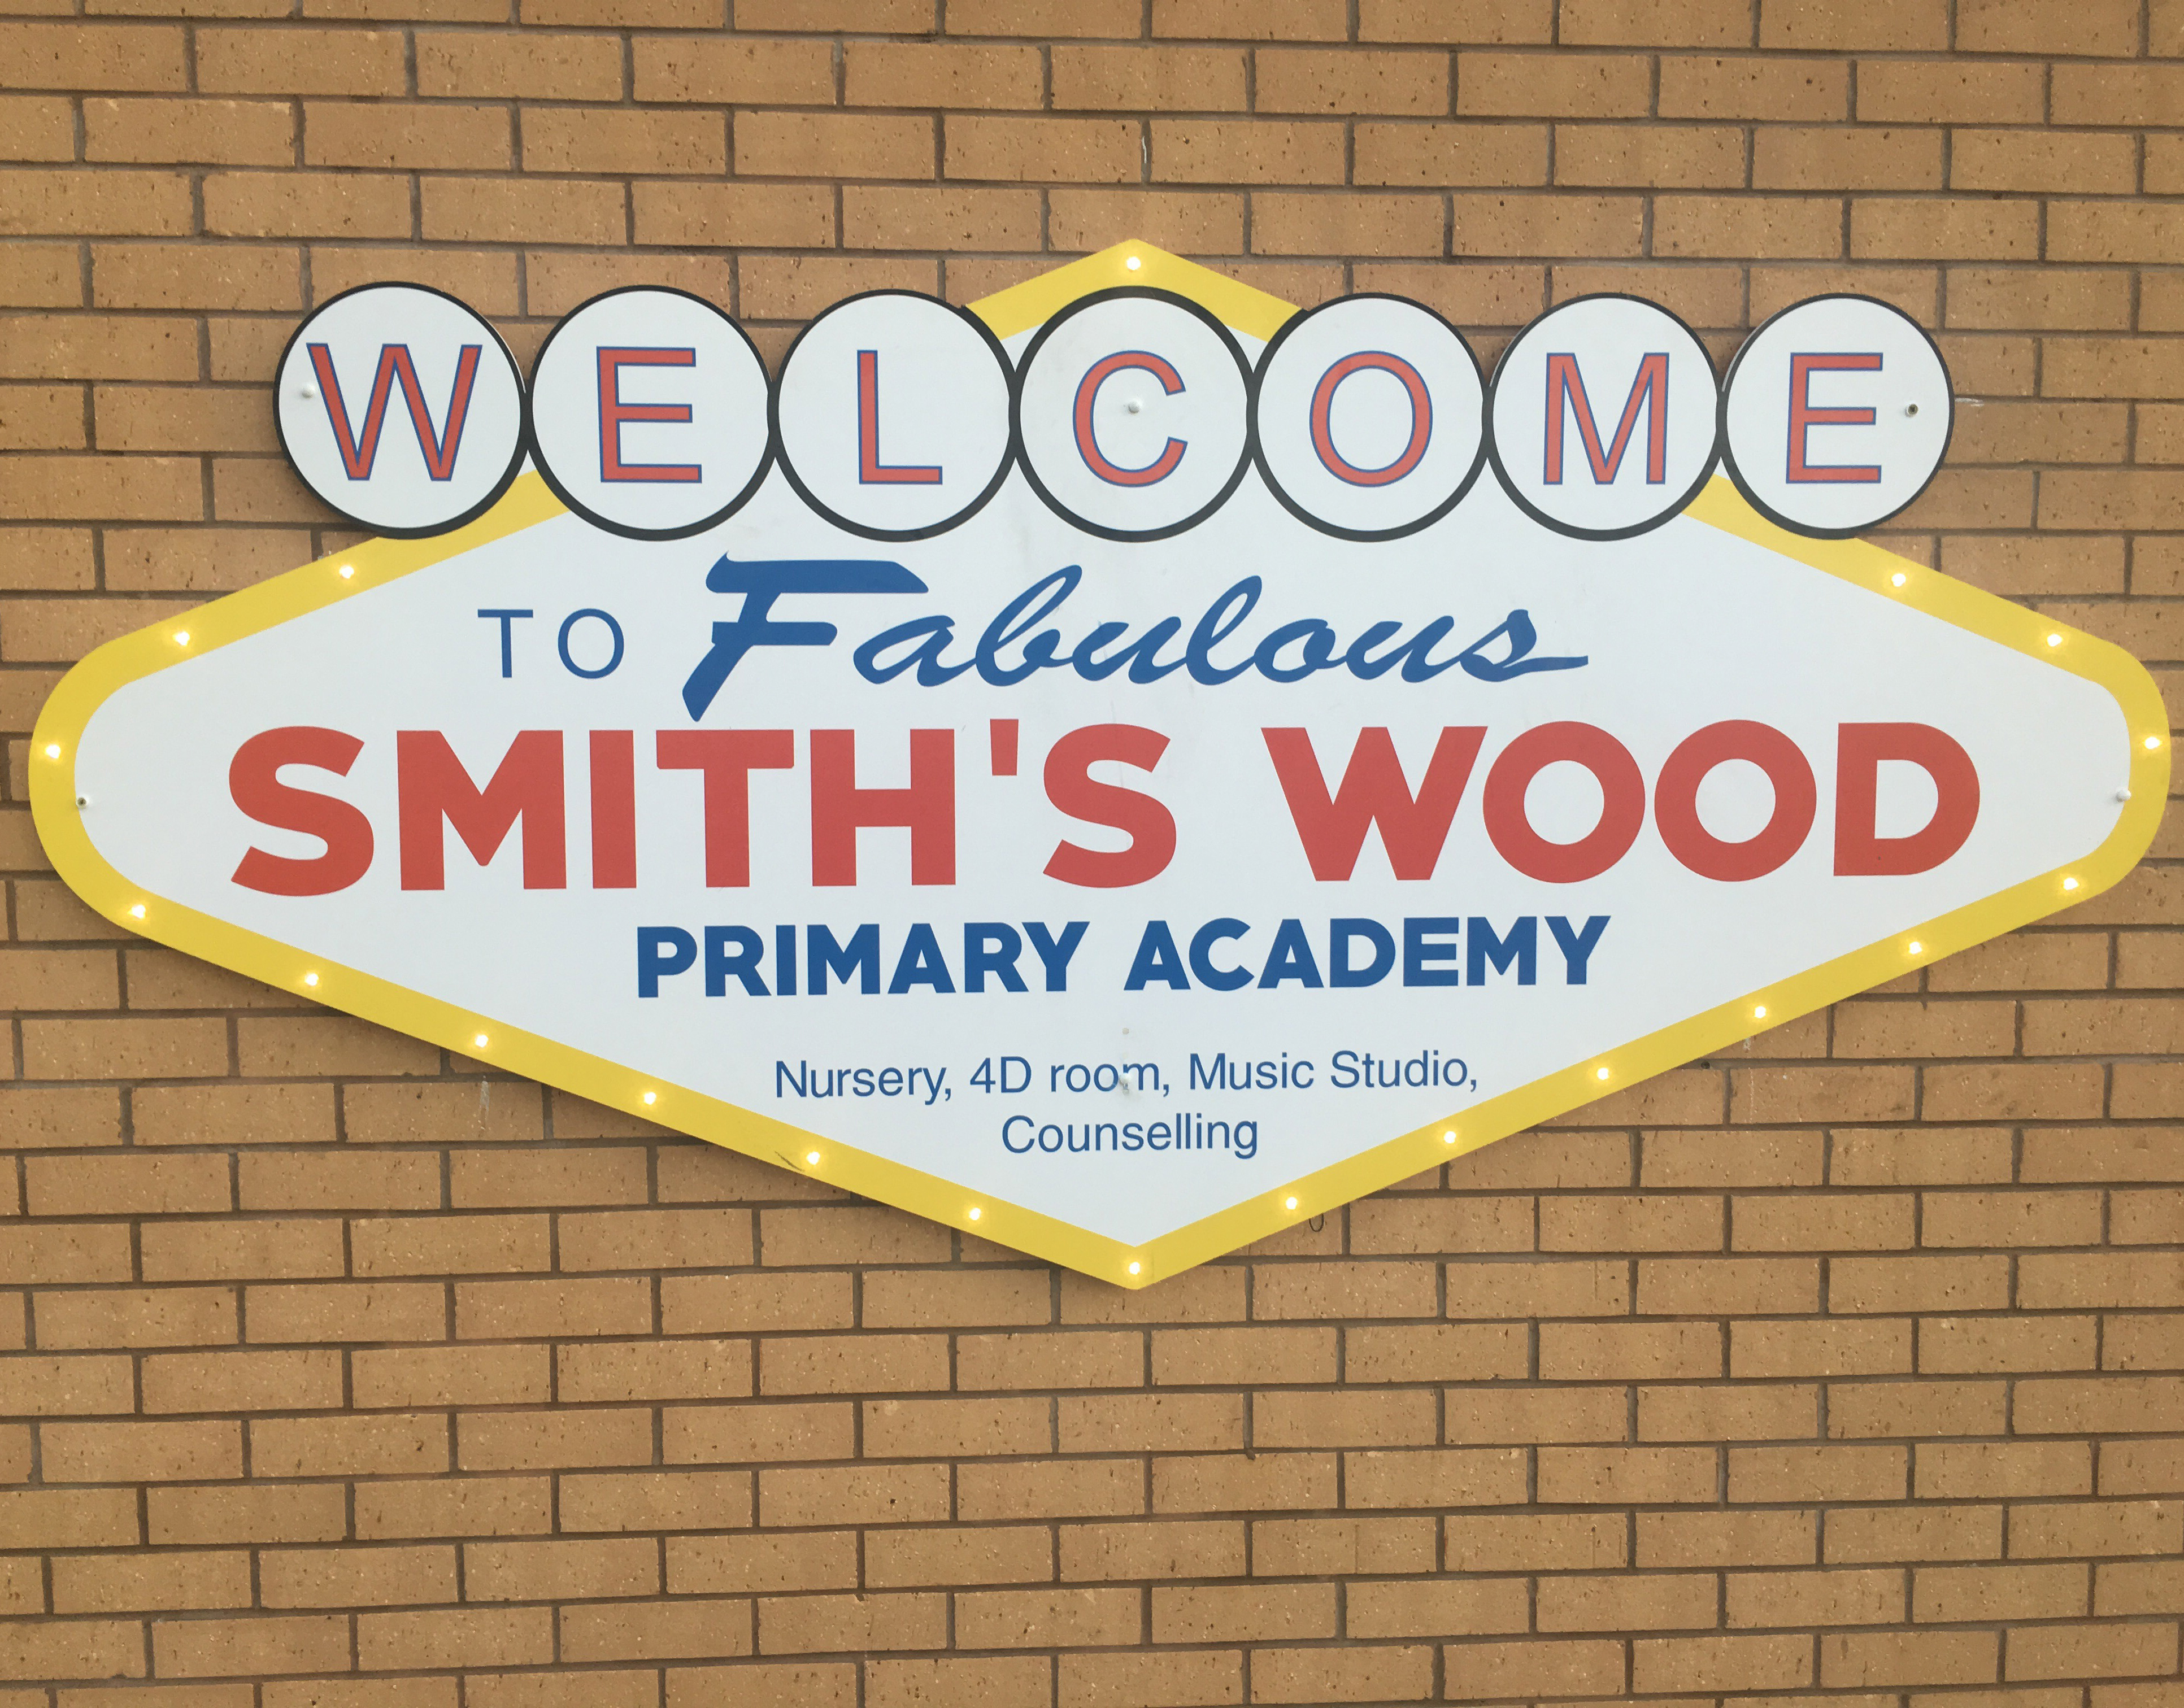 WELCOME
TO Fabulous
SMITH'S WOOD
PRIMARY ACADEMY
Nursery, 4D room, Music Studio,
Counselling